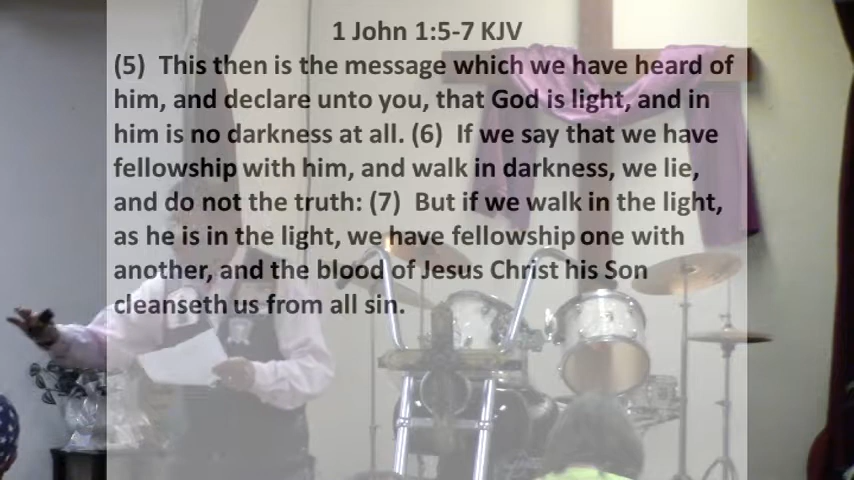 1 John 1:5-7 KJV
(5) This then is the message which we have heard of
him, and declare unto you, that God is light, and in
him is no darkness at all. (6) If we say that we have
fellowship with him, and walk in darkness, we lie,
and do not the truth: (7) But if we walk in the light,
as he is in the light, we have fellowship one with
another, and the blood of Jesus Christ his Son
cleanseth us from all sin.